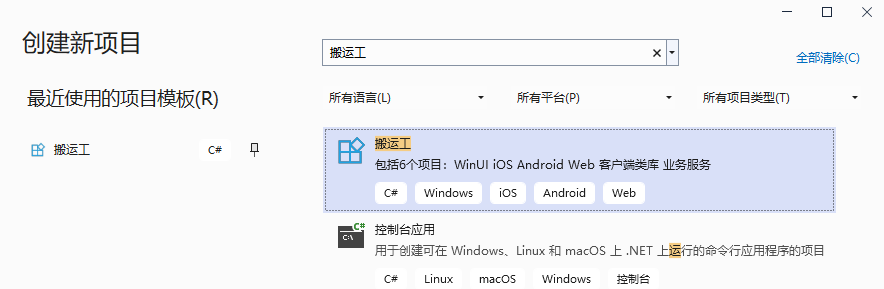 创建新项目
搬运工
全部清除(C)
最近使用的项目模板(R)
所有语言(L)
所有平台(P)
所有项目类型(T)
搬运工
C#
搬运工
包括6个项目：WinUI iOS Android Web 客户端类库 业务服务
C# Windows iOS Android Web
控制台应用
用于创建可在 Windows、Linux 和 macOS 上 .NET 上运行的命令行应用程序的项目
C# Linux macOS Windows 控制台